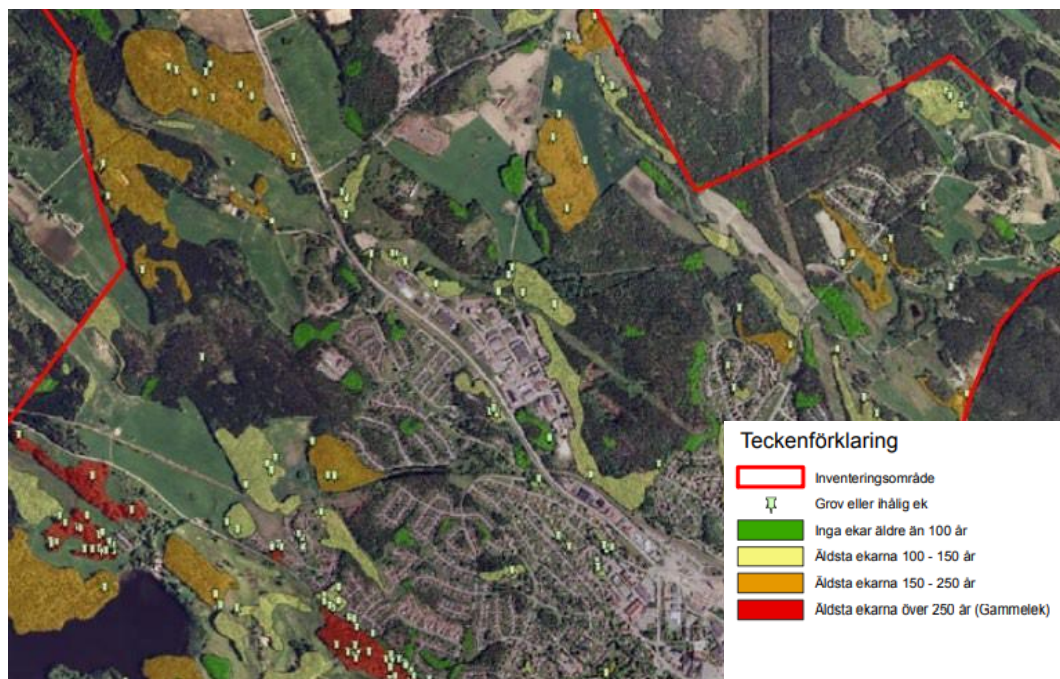 Teckenförklaring
Inventeringsområde
Grov eller ihålig ek
Inga ekar äldre än 100 år
Äldsta ekarna 100 - 150 år
Äldsta ekarna 150 - 250 år
Äldsta ekarna över 250 år (Gammelek)